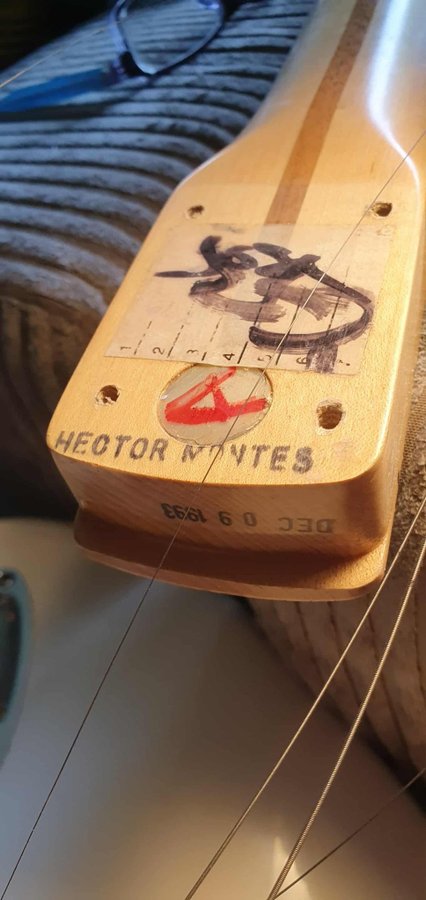 1 2 3 4 5 6 7
A
HECTOR MONTES
DEC 09 1993